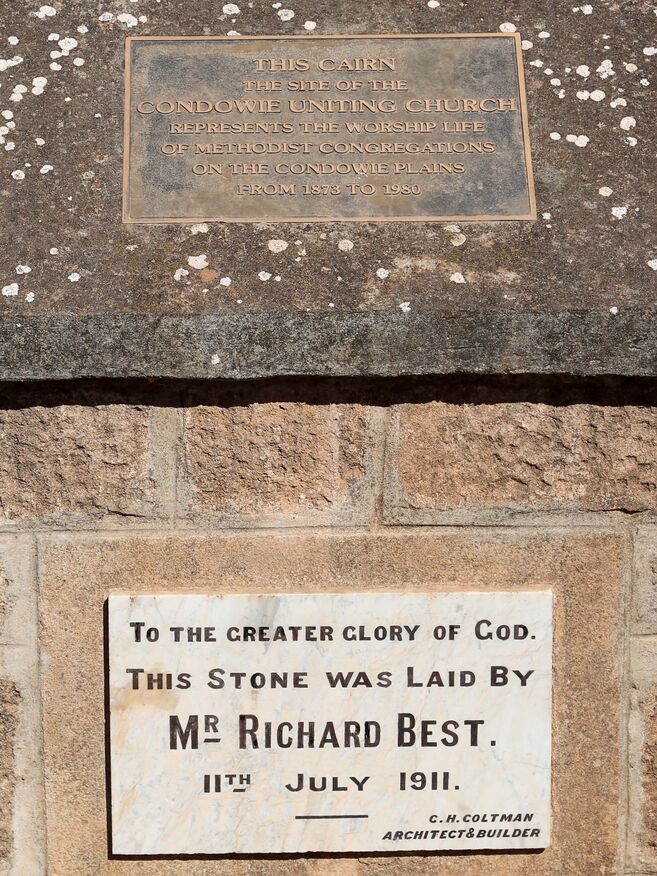 THIS CAIRN
THE SITE OF THE
CONDOWIE UNITING CHURCH
REPRESENTS THE WORSHIP LIFE
OF METHODIST CONGREGATIONS
ON THE CONDOWIE PLAINS
FROM 1873 TO 1980
TO THE GREATER GLORY OF GOD.
THIS STONE WAS LAID BY
MR RICHARD BEST.
11TH JULY 1911.
C.H.COLTMAN
ARCHITECT&BUILDER